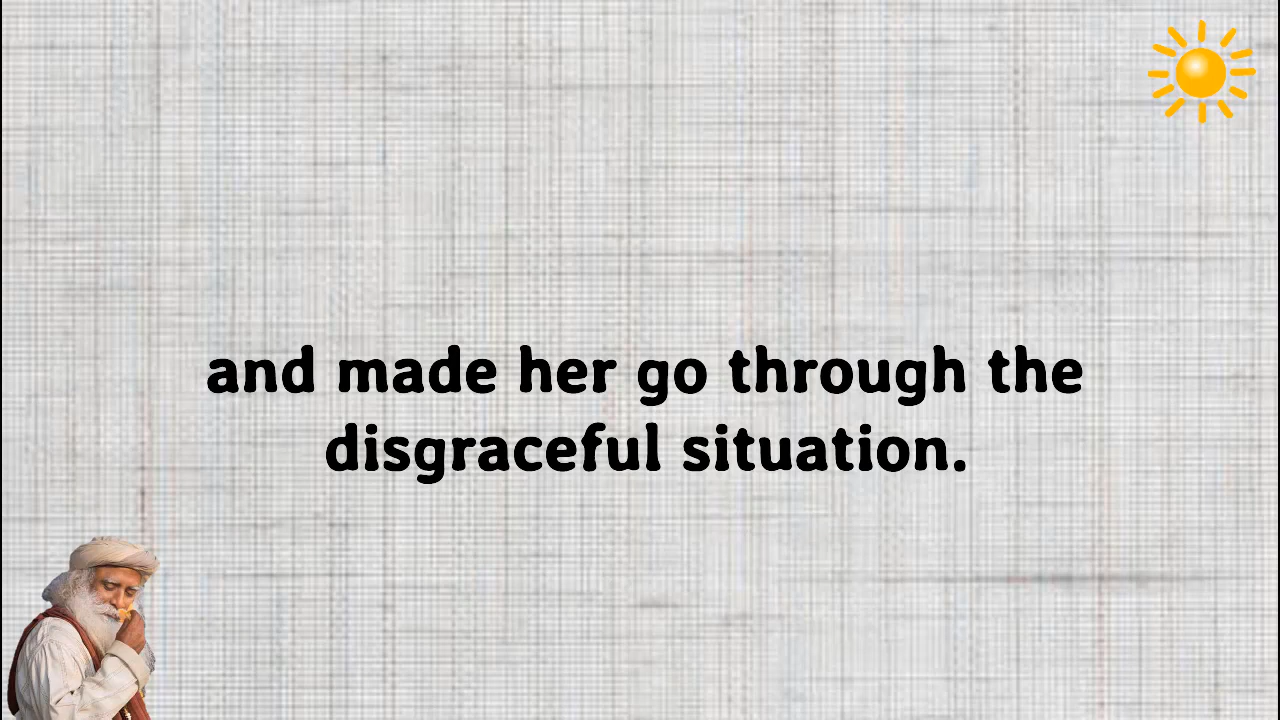 and made her go through the
disgraceful situation.